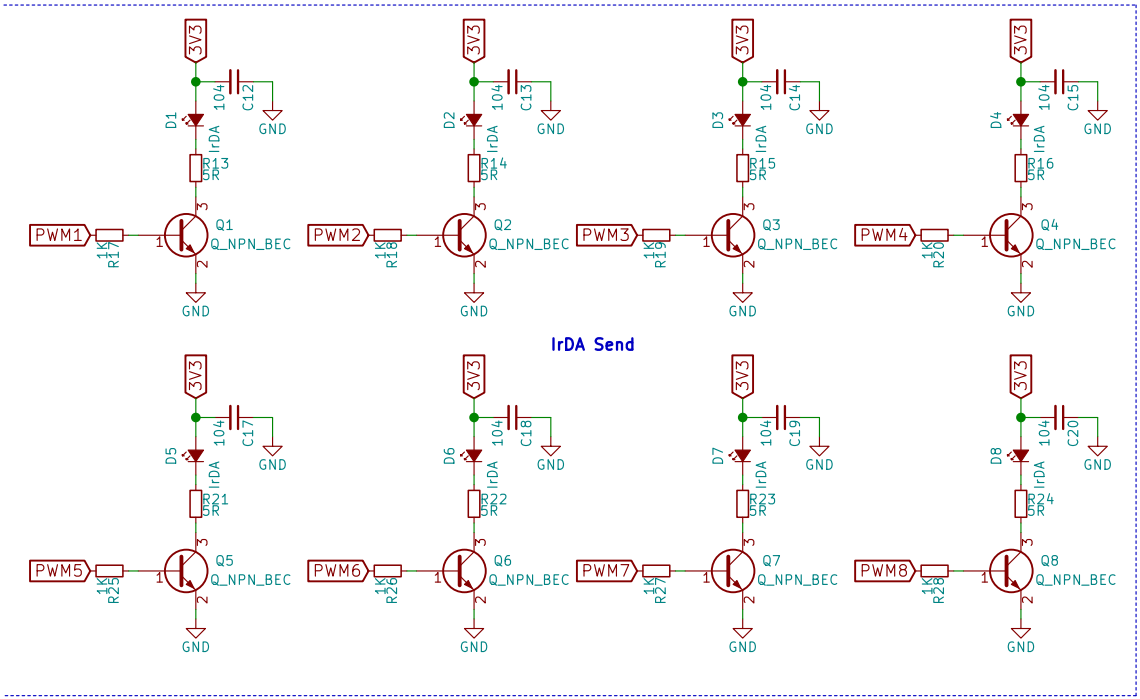 3V3 3V3 3V3 3V3
104 C12 104 C13 104 C14 104 C15
GND GND GND GND
D1 IrDA D2 IrDA D3 IrDA D4 IrDA
R13 R14 R15 R16
5R 5R 5R 5R
3 3 3 3
Q1 Q2 Q3 Q4
PWM1 1 PWM2 1 PWM3 1 PWM4 1
Q_NPN_BEC Q_NPN_BEC Q_NPN_BEC Q_NPN_BEC
1K R17 1K R18 1K R19 1K R20
2 2 2 2
GND GND GND GND
IrDA Send
3V3 3V3 3V3 3V3
104 C17 104 C18 104 C19 104 C20
GND GND GND GND
D5 IrDA D6 IrDA D7 IrDA D8 IrDA
R21 R22 R23 R24
5R 5R 5R 5R
3 3 3 3
Q5 Q6 Q7 Q8
PWM5 1 PWM6 1 PWM7 1 PWM8 1
Q_NPN_BEC Q_NPN_BEC Q_NPN_BEC Q_NPN_BEC
1K R25 1K R26 1K R27 1K R28
2 2 2 2
GND GND GND GND